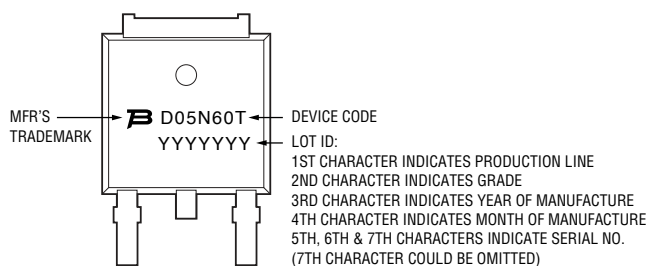 MFR'S
TRADEMARK
D05N60T
DEVICE CODE
YYYYYYY
LOT ID:
1ST CHARACTER INDICATES PRODUCTION LINE
2ND CHARACTER INDICATES GRADE
3RD CHARACTER INDICATES YEAR OF MANUFACTURE
4TH CHARACTER INDICATES MONTH OF MANUFACTURE
5TH, 6TH & 7TH CHARACTERS INDICATE SERIAL NO.
(7TH CHARACTER COULD BE OMITTED)